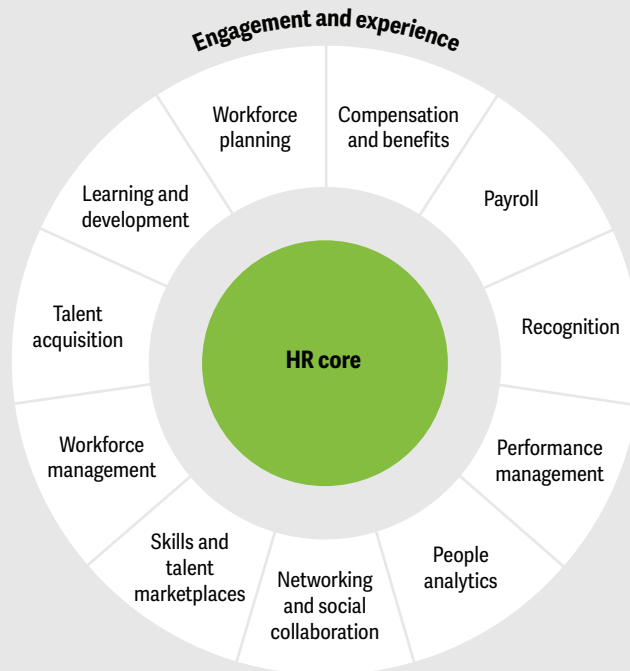 Engagement and experience
Workforce
planning
Compensation
and benefits
Learning and
development
Payroll
Talent
acquisition
Recognition
HR core
Workforce
management
Performance
management
Skills and
talent
marketplaces
People
analytics
Networking
and social
collaboration